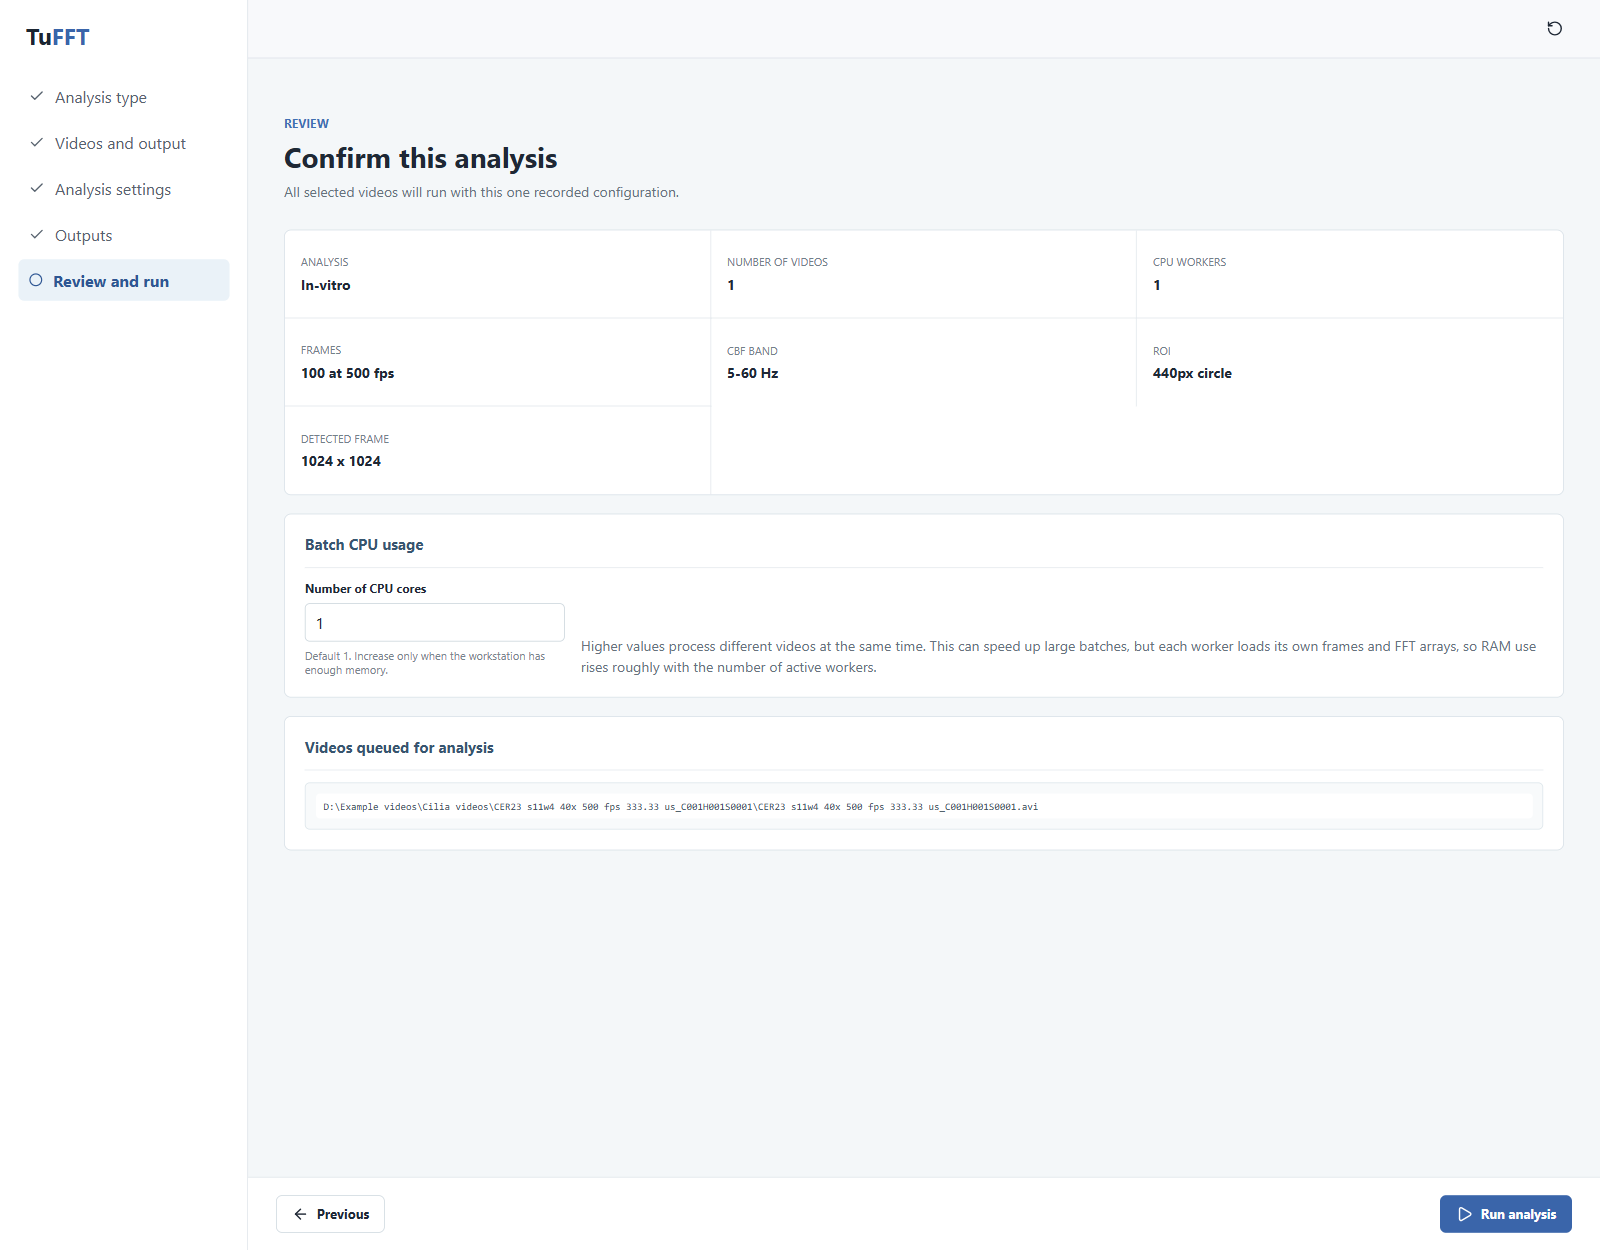 TuFFT
Analysis type
Videos and output
Analysis settings
Outputs
Review and run
REVIEW
Confirm this analysis
All selected videos will run with this one recorded configuration.
ANALYSIS
In-vitro
NUMBER OF VIDEOS
1
CPU WORKERS
1
FRAMES
100 at 500 fps
CBF BAND
5-60 Hz
ROI
440px circle
DETECTED FRAME
1024 x 1024
Batch CPU usage
Number of CPU cores
1
Default 1. Increase only when the workstation has
enough memory.
Higher values process different videos at the same time. This can speed up large batches, but each worker loads its own frames and FFT arrays, so RAM use
rises roughly with the number of active workers.
Videos queued for analysis
D:\Example videos\Cilia videos\CER23 s11w4 40x 500 fps 333.33 us_C001H001S0001\CER23 s11w4 40x 500 fps 333.33 us_C001H001S0001.avi
Previous
Run analysis